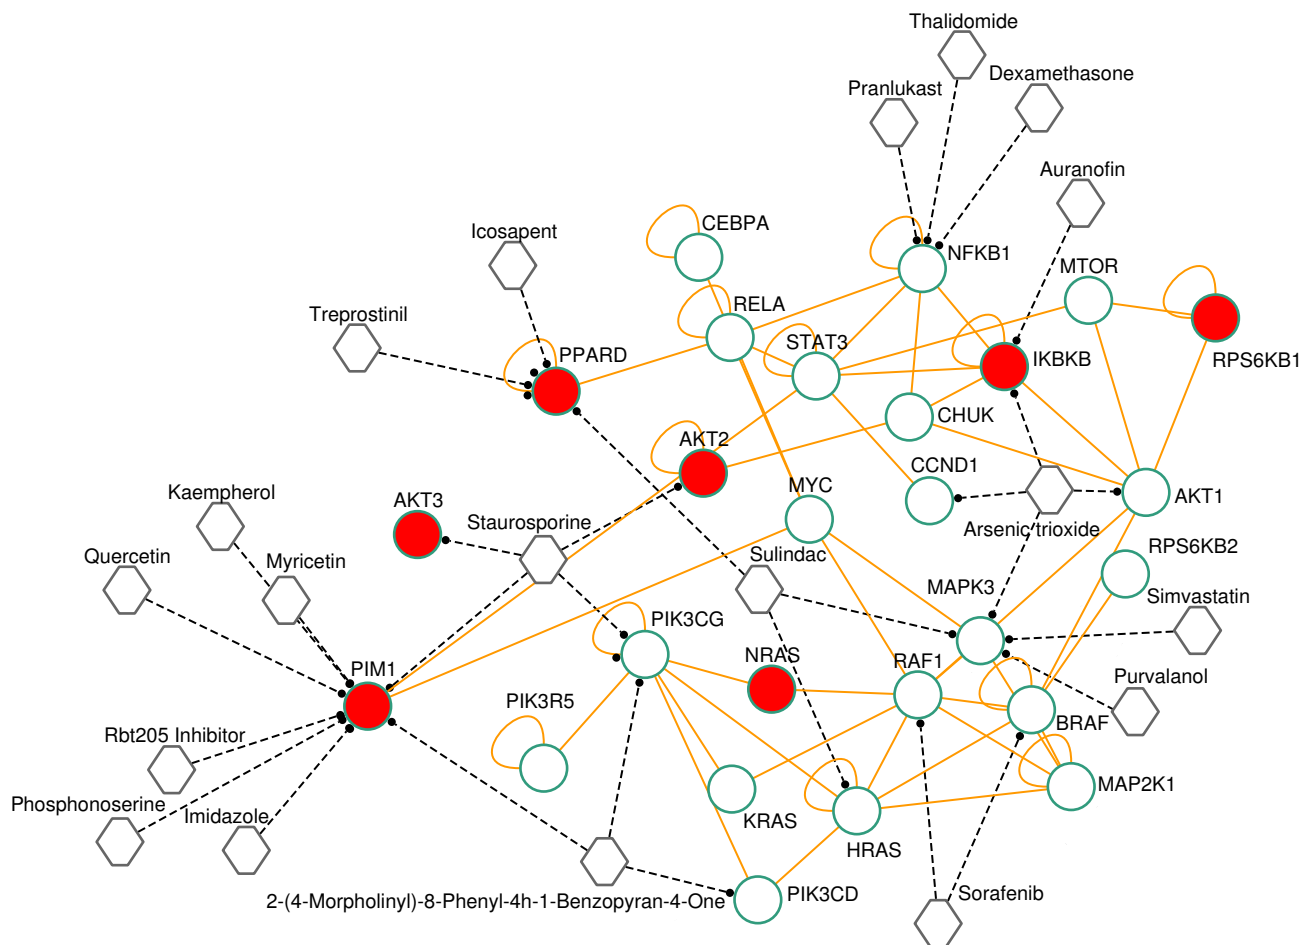 Thalidomide
Dexamethasone
Pranlukast
Auranofin
CEBPA
Icosapent
NFKB1
MTOR
RELA
Treprostinil
STAT3
PPARD
IKBKB
RPS6KB1
CHUK
AKT2
CCND1
MYC
Kaempherol
AKT3
AKT1
Staurosporine
Arsenic trioxide
RPS6KB2
Quercetin
Myricetin
Sulindac
MAPK3
Simvastatin
PIK3CG
NRAS
RAF1
PIM1
Purvalanol
PIK3R5
BRAF
Rbt205 Inhibitor
MAP2K1
Phosphonoserine
Imidazole
KRAS
HRAS
2-(4-Morpholinyl)-8-Phenyl-4h-1-Benzopyran-4-One
PIK3CD
Sorafenib